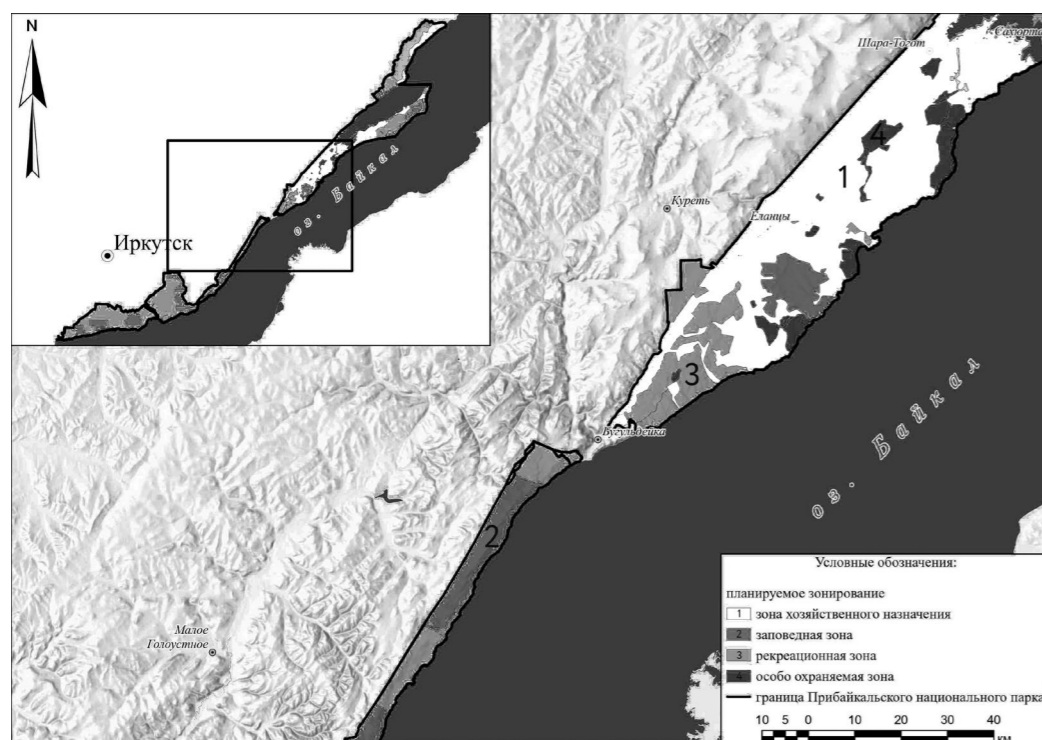 N
Иркутск
оз. Байкал
Шара-Тогот
Сахюрта
4
1
Куреть
Еланцы
3
Бугульдейка
оз. Байкал
2
Малое
Голоустное
Условные обозначения:
планируемое зонирование
1 зона хозяйственного назначения
2 заповедная зона
3 рекреационная зона
4 особо охраняемая зона
граница Прибайкальского национального парка
10 5 0 10 20 30 40
км